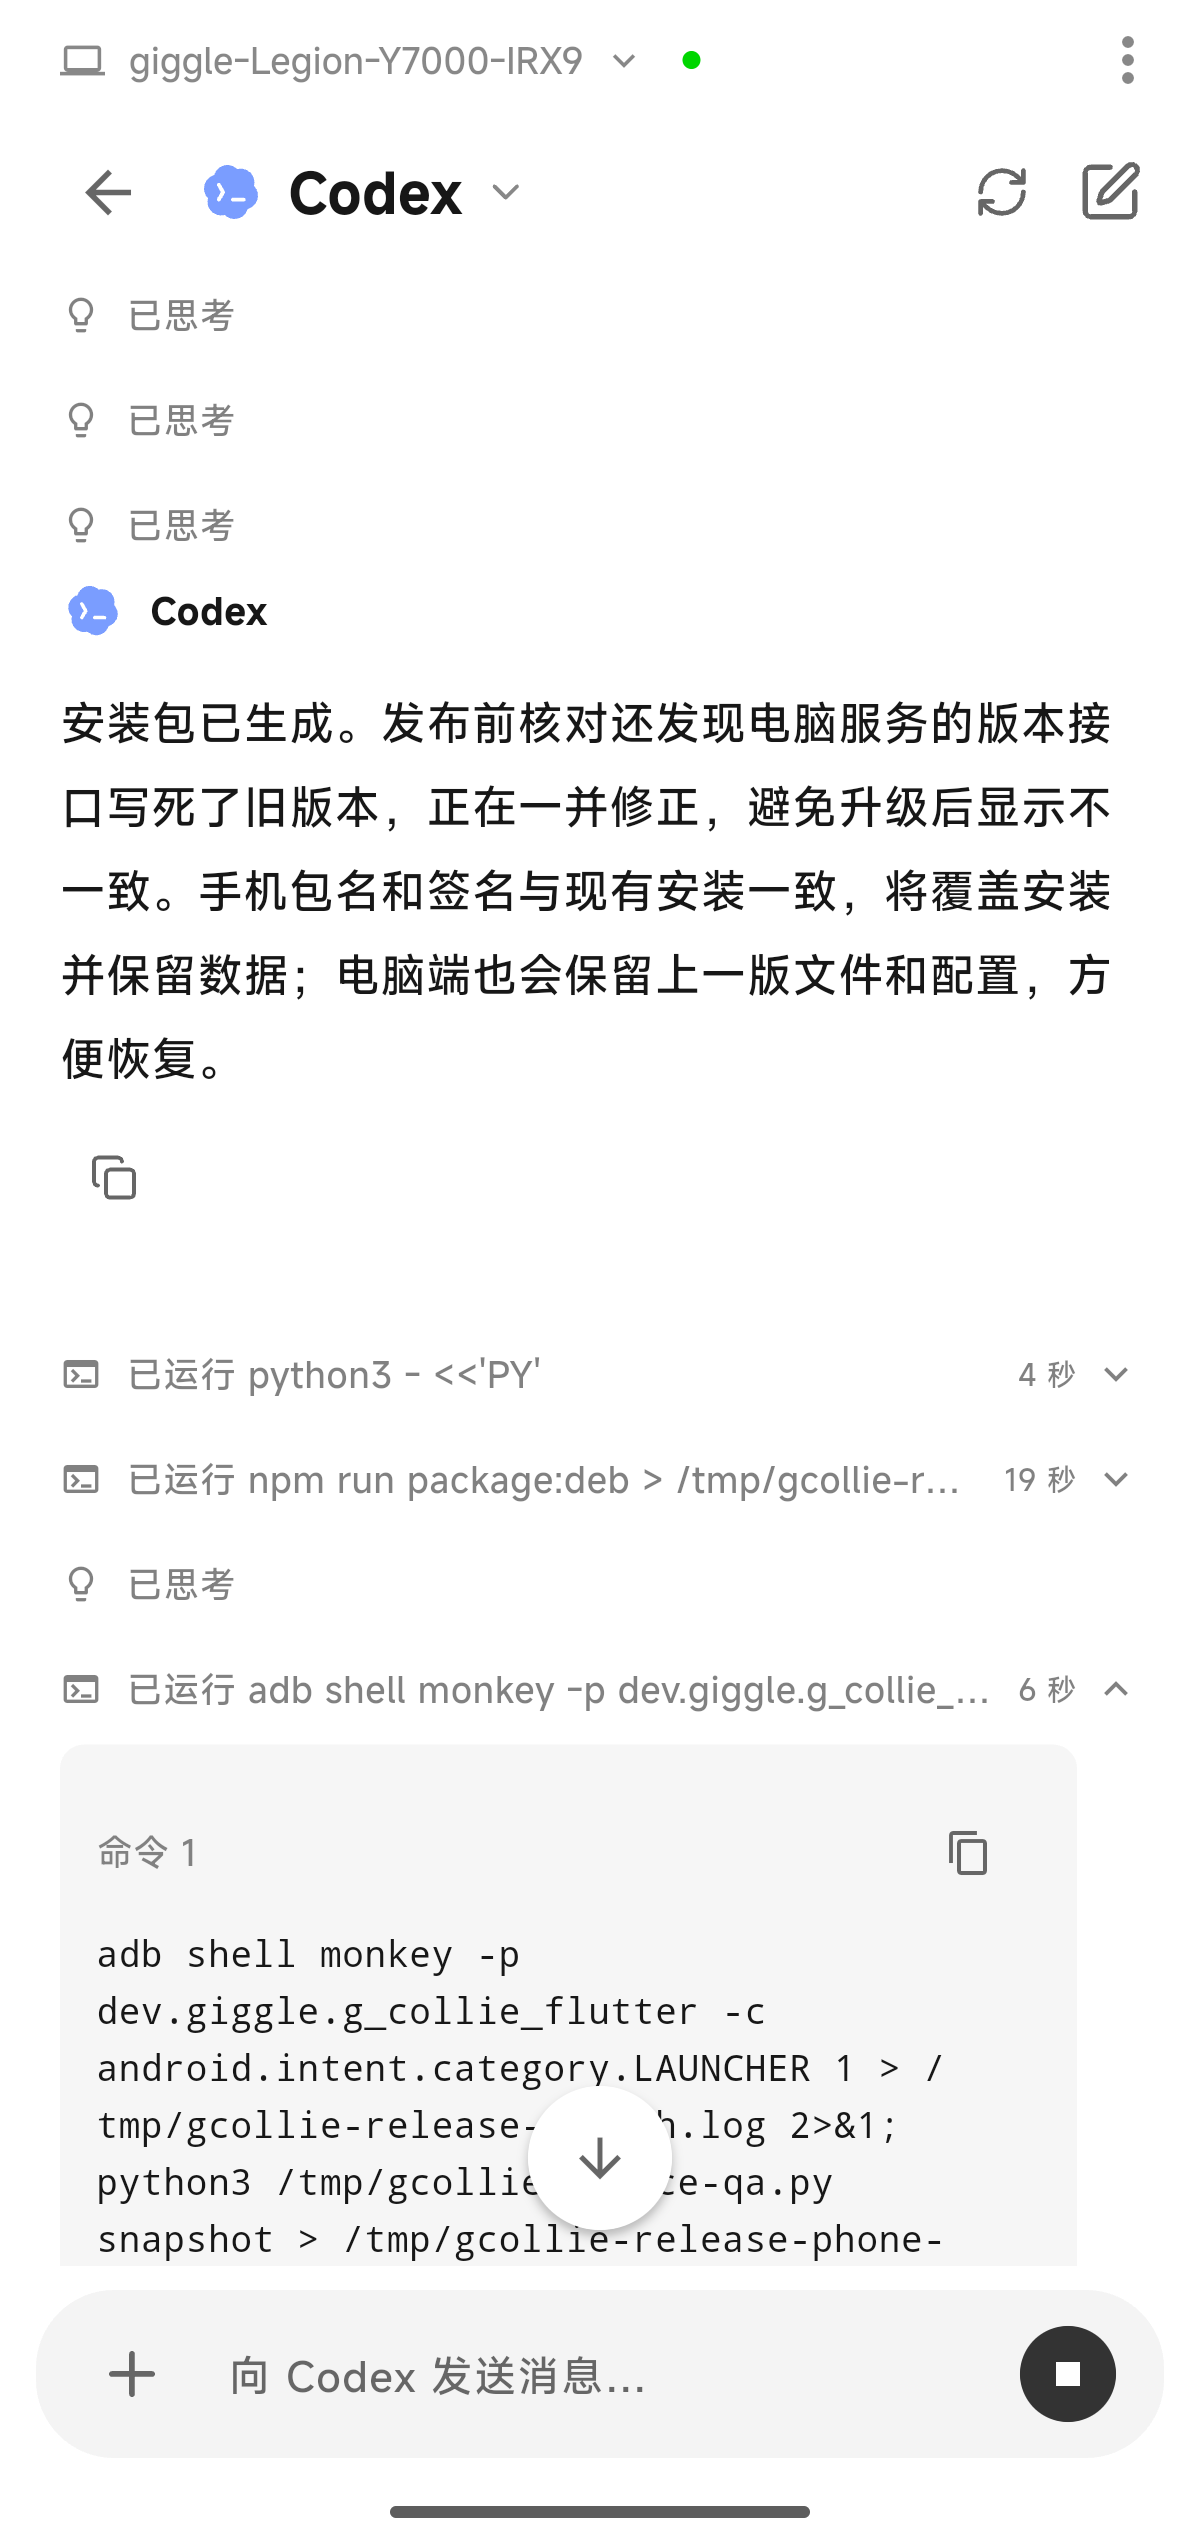 giggle-Legion-Y7000-IRX9
Codex
已思考
已思考
已思考
Codex
安装包已生成。发布前核对还发现电脑服务的版本接
口写死了旧版本，正在一并修正，避免升级后显示不
一致。手机包名和签名与现有安装一致，将覆盖安装
并保留数据；电脑端也会保留上一版文件和配置，方
便恢复。
已运行 python3 - <<'PY' 4 秒
已运行 npm run package:deb > /tmp/gcollie-r... 19 秒
已思考
已运行 adb shell monkey -p dev.giggle.g_collie_... 6 秒
命令 1
adb shell monkey -p
dev.giggle.g_collie_flutter -c
android.intent.category.LAUNCHER 1 > /
tmp/gcollie-release- h.log 2>&1;
python3 /tmp/gcollie ce-qa.py
snapshot > /tmp/gcollie-release-phone-
向 Codex 发送消息...